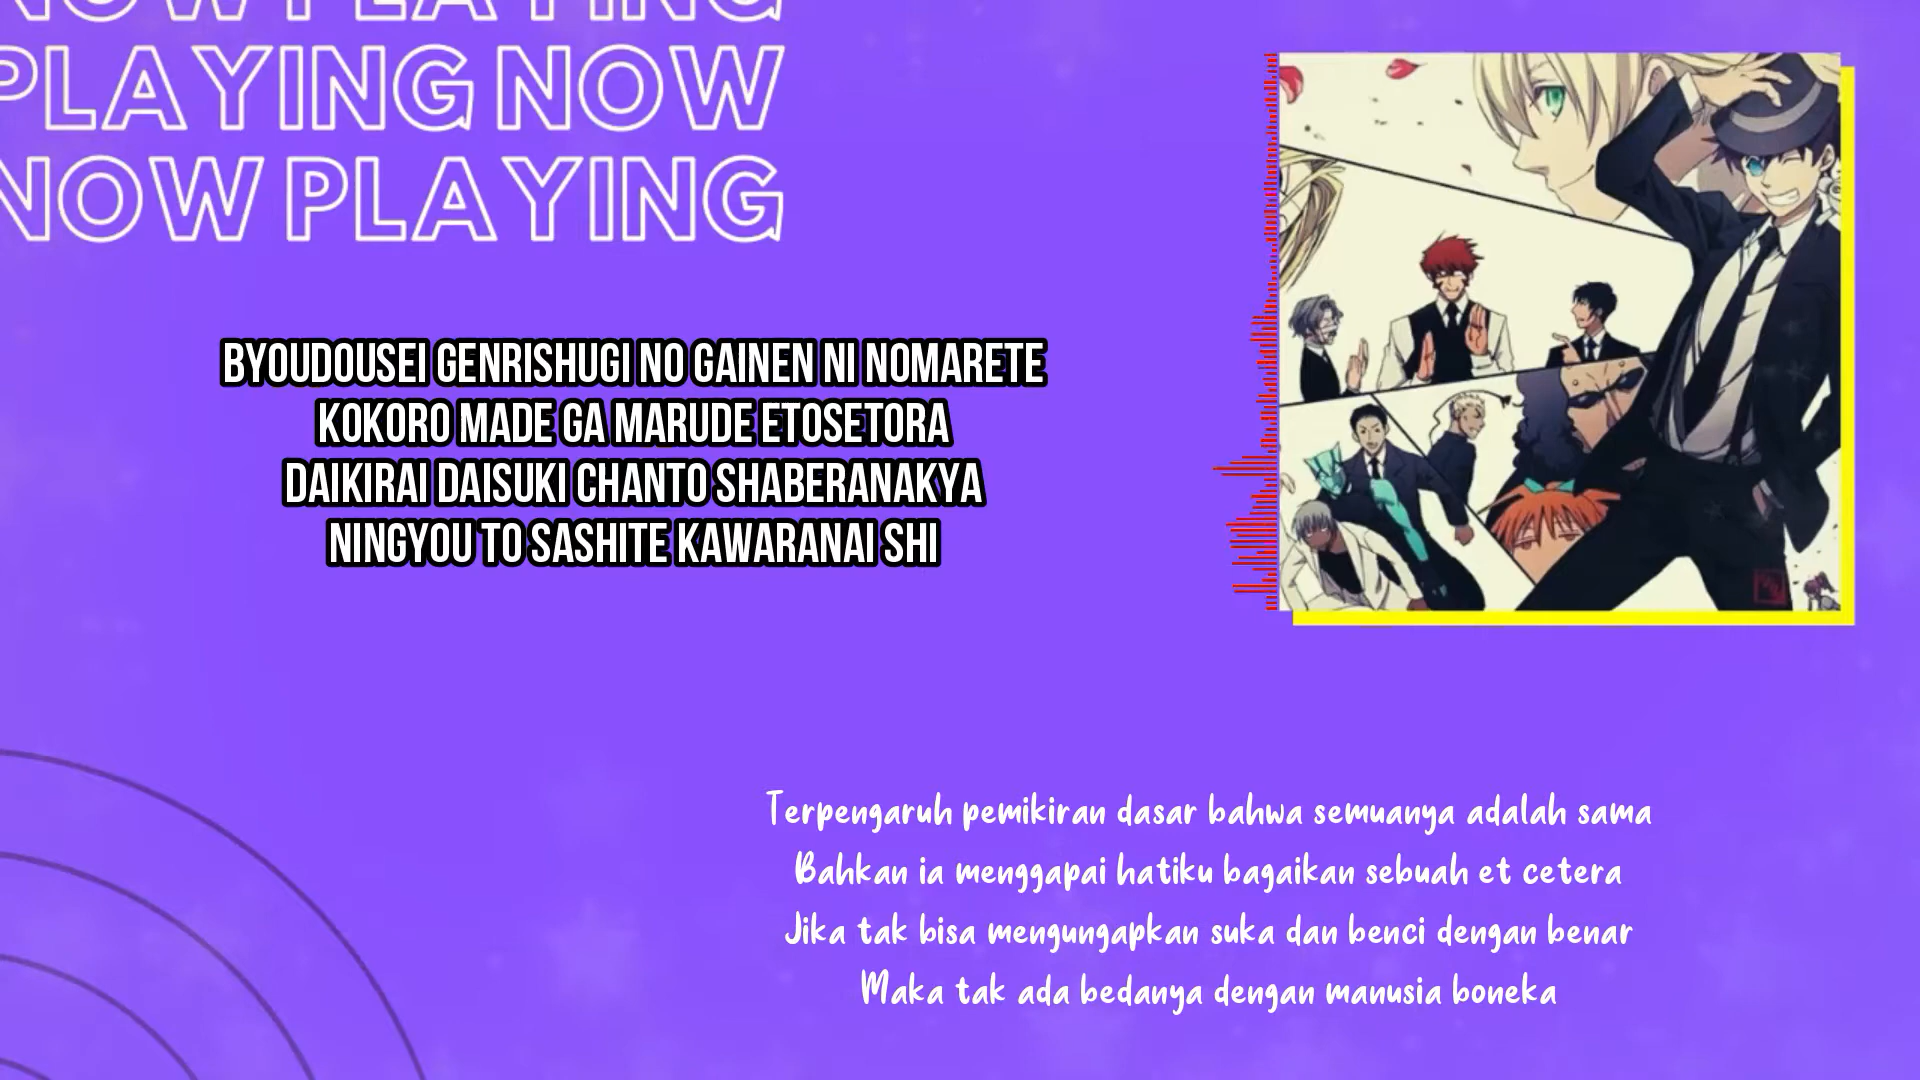 NOW PLAYING
PLAYING NOW
NOW PLAYING
BYOUDOUSEI GENRISHUGI NO GAINEN NI NOMARETE
KOKORO MADE GA MARUDE ETOSETORA
DAIKIRAI DAISUKI CHANTO SHABERANAKYA
NINGYOU TO SASHITE KAWARANAI SHI
Terpengaruh pemikiran dasar bahwa semuanya adalah sama
Bahkan ia menggapai hatiku bagaikan sebuah et cetera
Jika tak bisa mengungapkan suka dan benci dengan benar
Maka tak ada bedanya dengan manusia boneka